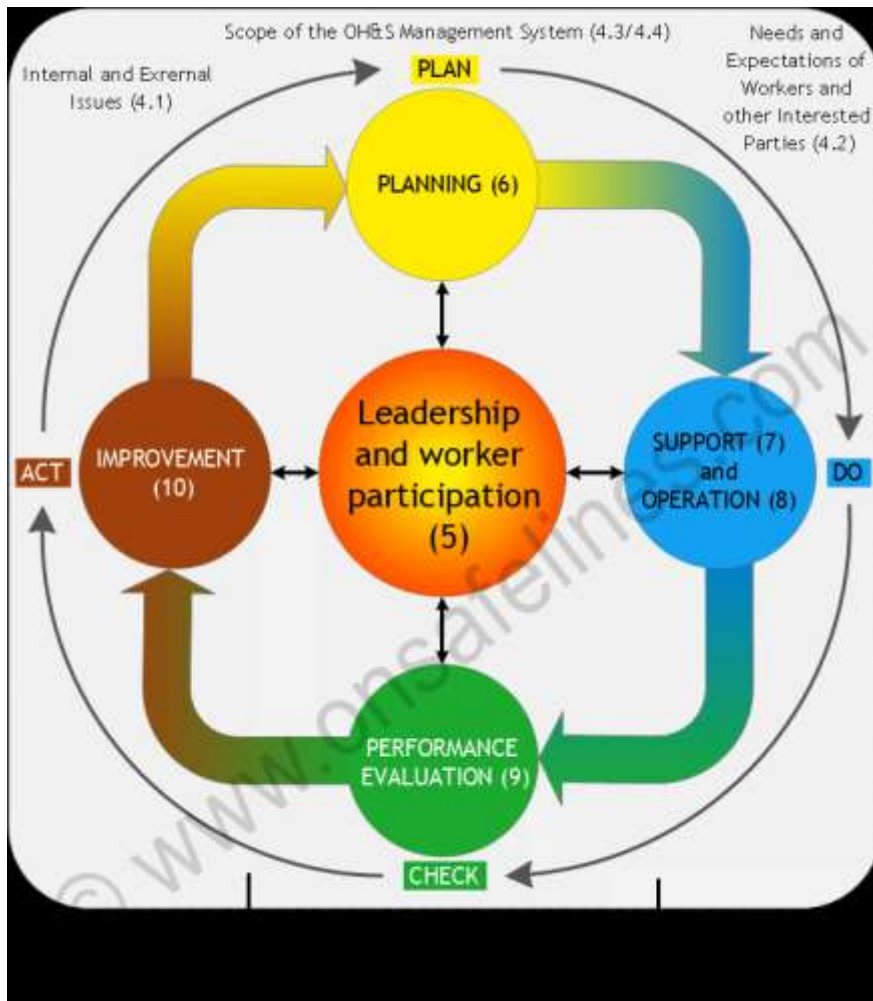 Scope of the OH&S Management System (4.3/4.4)
Internal and Exrernal
Issues (4.1)
Needs and
Expectations of
Workers and
other Interested
Parties (4.2)
PLAN
PLANNING (6)
ACT
IMPROVEMENT
(10)
Leadership
and worker
participation
(5)
SUPPORT (7)
and
OPERATION (8)
DO
PERFORMANCE
EVALUATION (9)
CHECK
© www.onsafelines.com